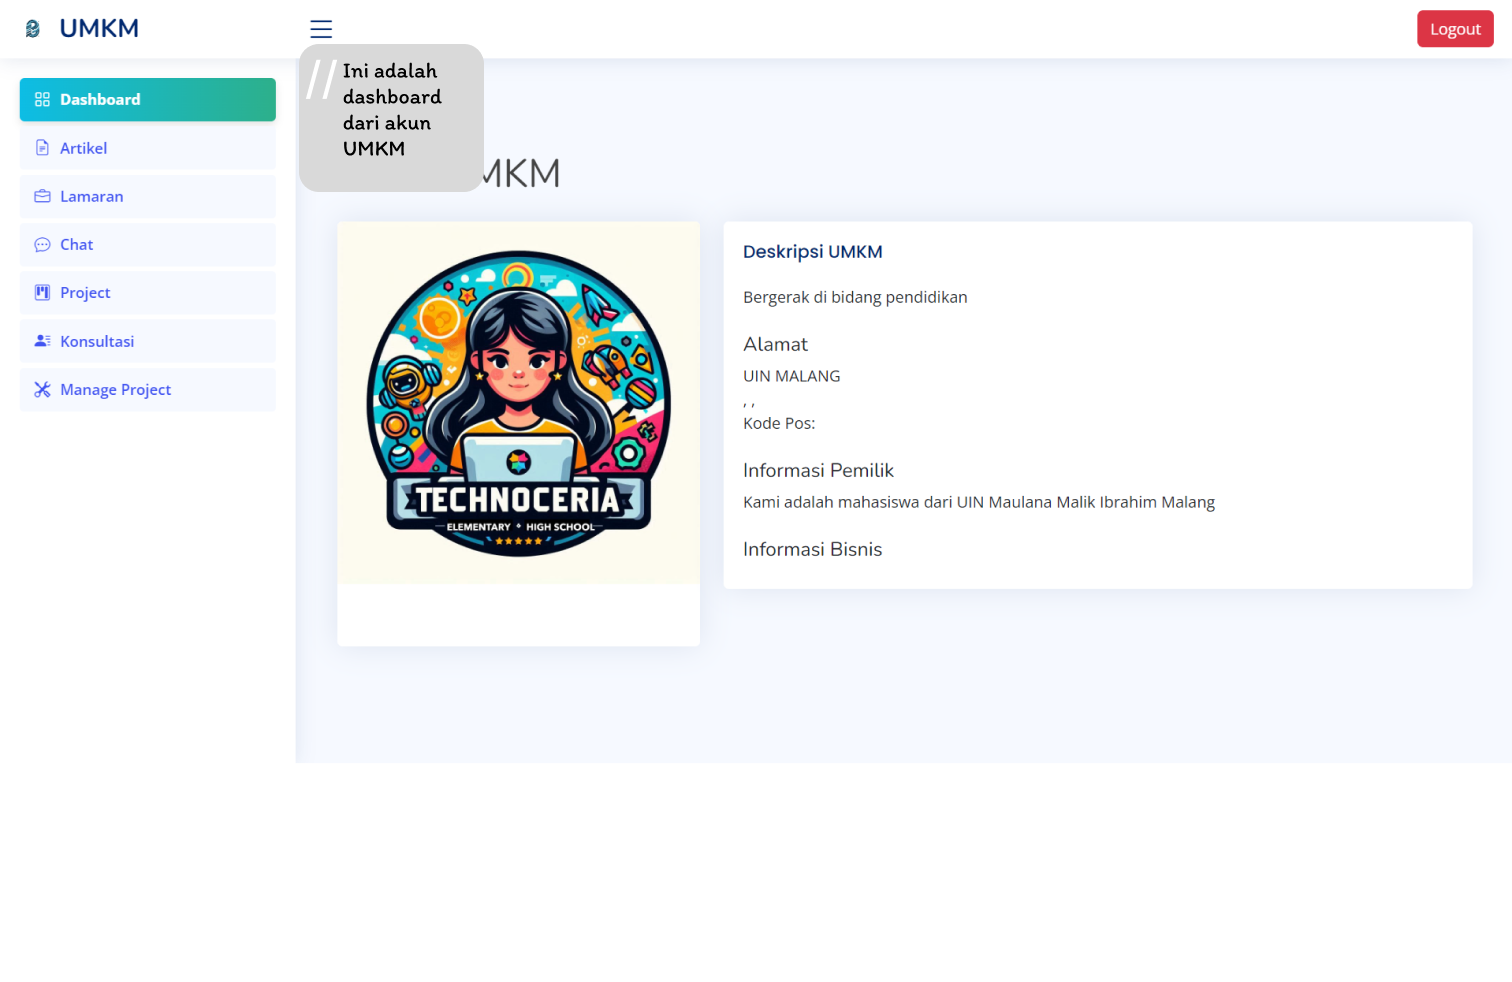 UMKM
Logout
Dashboard
Artikel
Lamaran
Chat
Project
Konsultasi
Manage Project
//
Ini adalah
dashboard
dari akun
UMKM
MKM
TECHNOCERIA
ELEMENTARY HIGH SCHOOL
Deskripsi UMKM
Bergerak di bidang pendidikan
Alamat
UIN MALANG
, ,
Kode Pos:
Informasi Pemilik
Kami adalah mahasiswa dari UIN Maulana Malik Ibrahim Malang
Informasi Bisnis